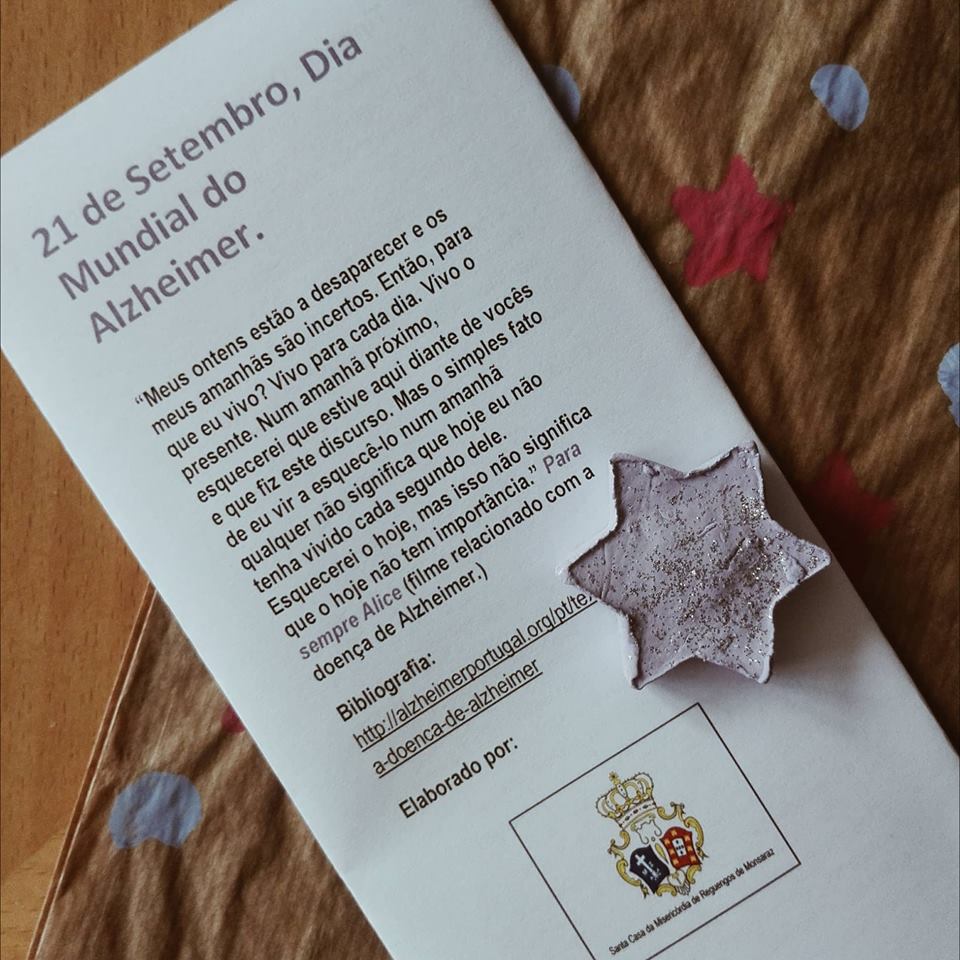 21 de Setembro, Dia
Mundial do
Alzheimer.
“Meus ontens estão a desaparecer e os
meus amanhãs são incertos. Então, para
que eu vivo? Vivo para cada dia. Vivo o
presente. Num amanhã próximo,
esquecerei que estive aqui diante de vocês
e que fiz este discurso. Mas o simples fato
de eu vir a esquecê-lo num amanhã
qualquer não significa que hoje eu não
tenha vivido cada segundo dele.
Esquecerei o hoje, mas isso não significa
que o hoje não tem importância.” Para
sempre Alice (filme relacionado com a
doença de Alzheimer.)
Bibliografia:
http://alzheimerportugal.org/pt/te
a-doenca-de-alzheimer
Elaborado por:
Santa Casa da Misericórdia de Reguengos de Monsaraz